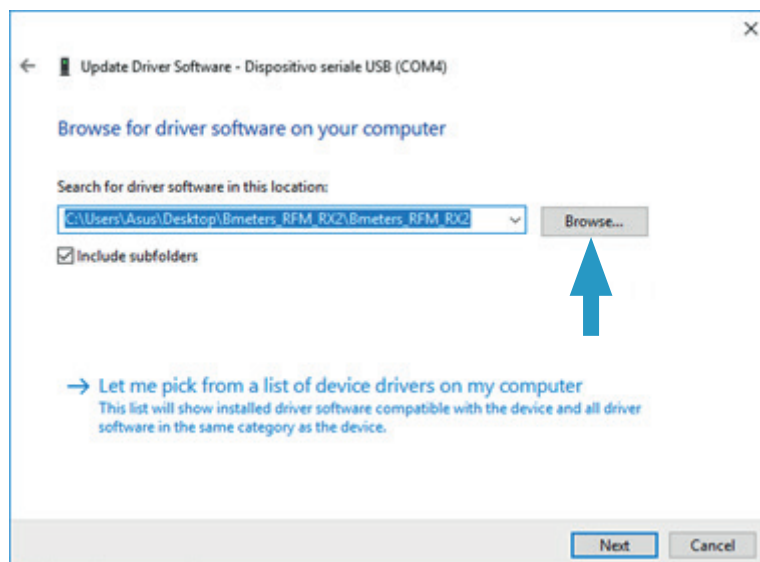 Update Driver Software - Dispositivo seriale USB (COM4)
Browse for driver software on your computer
Search for driver software in this location:
C:\Users\Asus\Desktop\Bmeters_RFM_RX2\Bmeters_RFM_RX2
Browse...
Include subfolders
Let me pick from a list of device drivers on my computer
This list will show installed driver software compatible with the device and all driver
software in the same category as the device.
Next
Cancel